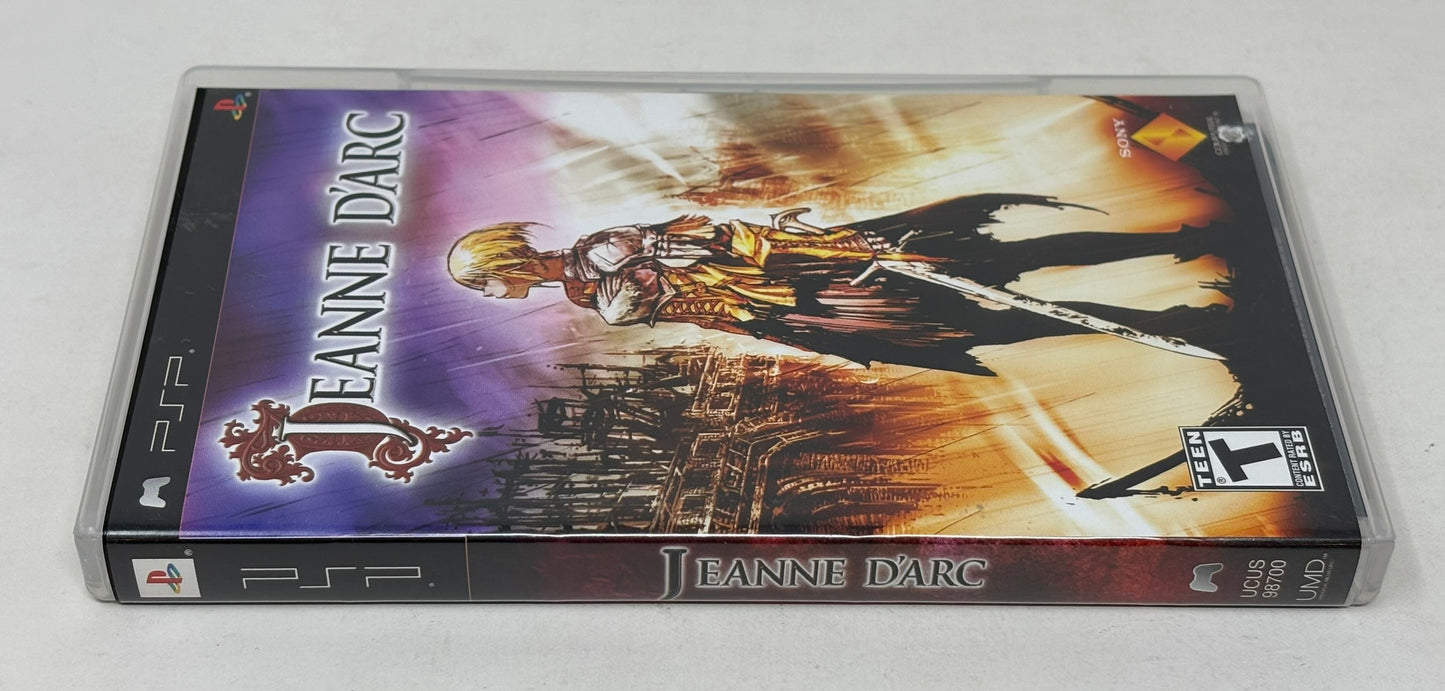 PSP
JEANNE D'ARC
SONY
TEEN
T
CONTENT RATED BY
ESRB
PSP
JEANNE D'ARC
UCUS
98700
UMD